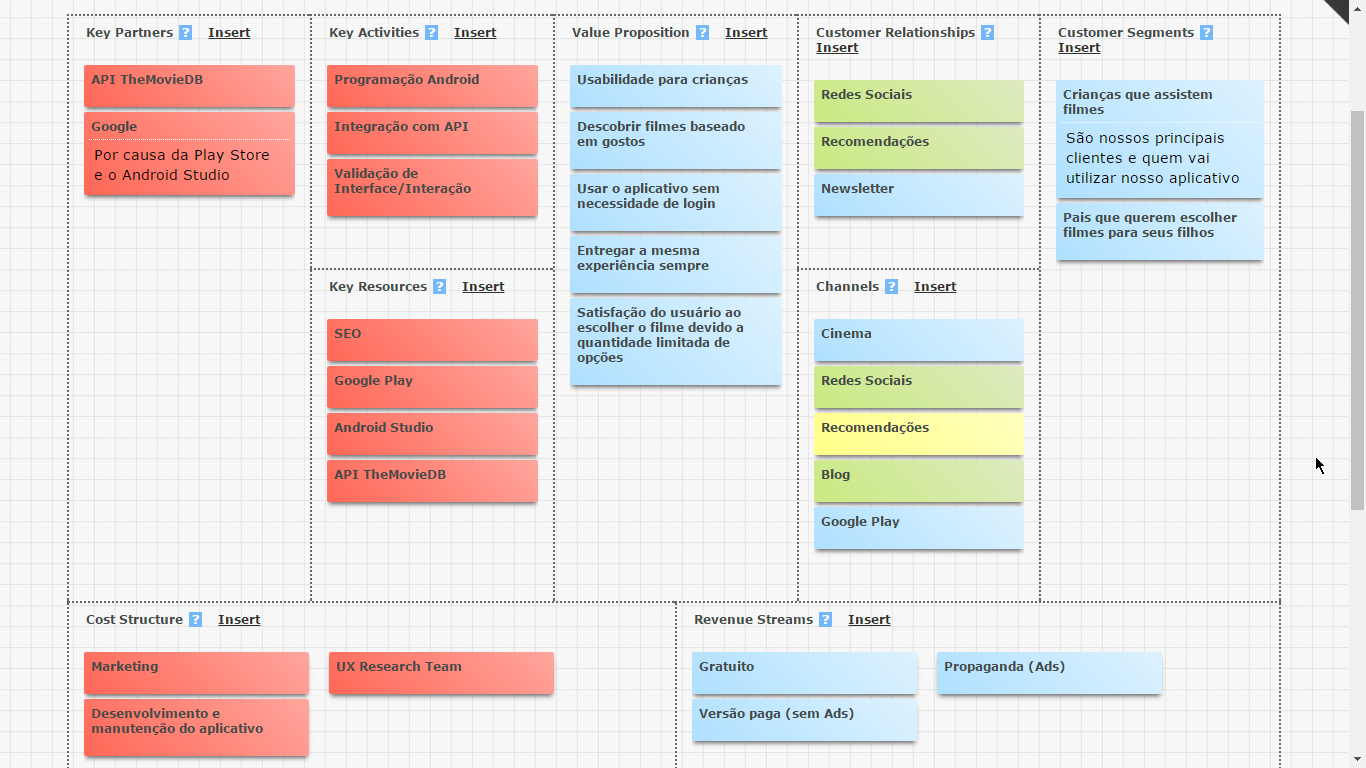 Key Partners ? Insert
API TheMovieDB
Google
Por causa da Play Store
e o Android Studio
Key Activities ? Insert
Programação Android
Integração com API
Validação de
Interface/Interação
Key Resources ? Insert
SEO
Google Play
Android Studio
API TheMovieDB
Value Proposition ? Insert
Usabilidade para crianças
Descobrir filmes baseado
em gostos
Usar o aplicativo sem
necessidade de login
Entregar a mesma
experiência sempre
Satisfação do usuário ao
escolher o filme devido a
quantidade limitada de
opções
Customer Relationships ?
Insert
Redes Sociais
Recomendações
Newsletter
Channels ? Insert
Cinema
Redes Sociais
Recomendações
Blog
Google Play
Customer Segments ?
Insert
Crianças que assistem
filmes
São nossos principais
clientes e quem vai
utilizar nosso aplicativo
Pais que querem escolher
filmes para seus filhos
Cost Structure ? Insert
Marketing
UX Research Team
Desenvolvimento e
manutenção do aplicativo
Revenue Streams ? Insert
Gratuito
Propaganda (Ads)
Versão paga (sem Ads)